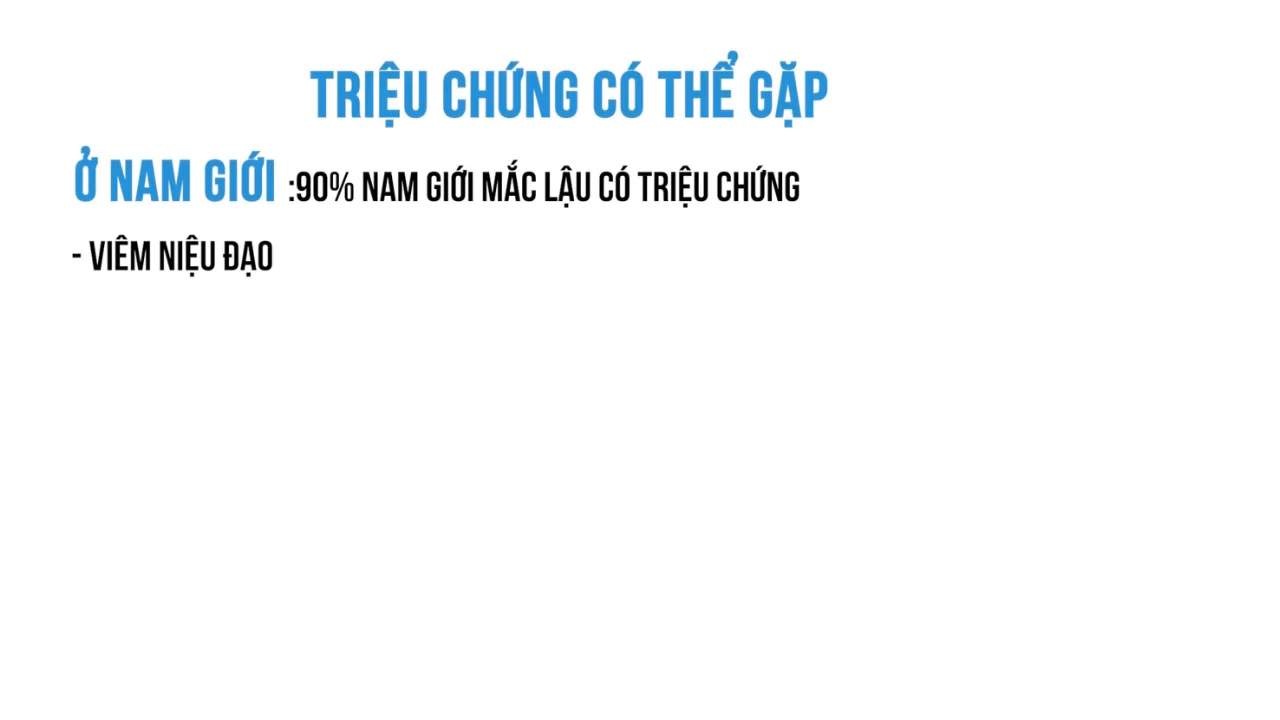 TRIỆU CHỨNG CÓ THỂ GẶP
Ở NAM GIỚI :90% NAM GIỚI MẮC LẬU CÓ TRIỆU CHỨNG
- VIÊM NIỆU ĐẠO